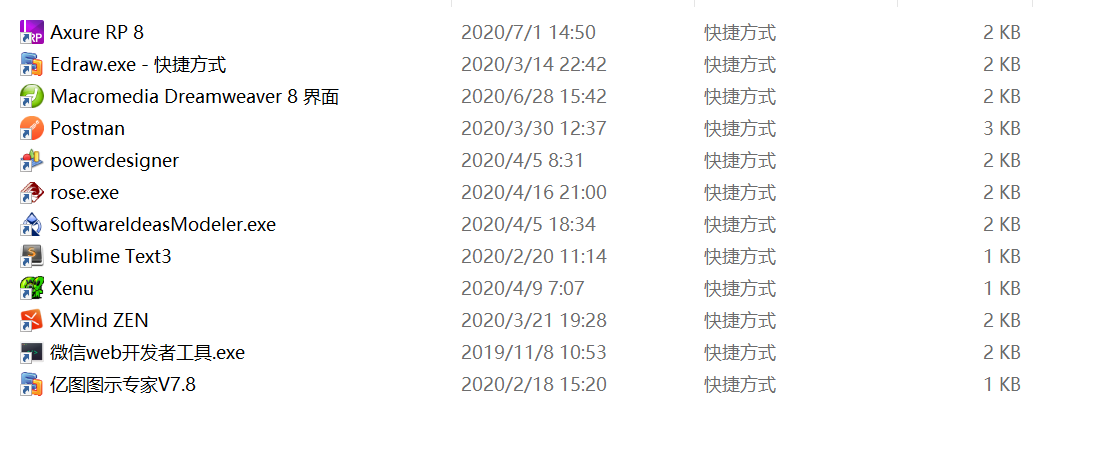 Axure RP 8 2020/7/1 14:50 快捷方式 2 KB
Edraw.exe - 快捷方式 2020/3/14 22:42 快捷方式 2 KB
Macromedia Dreamweaver 8 界面 2020/6/28 15:42 快捷方式 2 KB
Postman 2020/3/30 12:37 快捷方式 3 KB
powerdesigner 2020/4/5 8:31 快捷方式 2 KB
rose.exe 2020/4/16 21:00 快捷方式 2 KB
SoftwareIdeasModeler.exe 2020/4/5 18:34 快捷方式 2 KB
Sublime Text3 2020/2/20 11:14 快捷方式 1 KB
Xenu 2020/4/9 7:07 快捷方式 1 KB
XMind ZEN 2020/3/21 19:28 快捷方式 2 KB
微信web开发者工具.exe 2019/11/8 10:53 快捷方式 2 KB
亿图图示专家V7.8 2020/2/18 15:20 快捷方式 1 KB